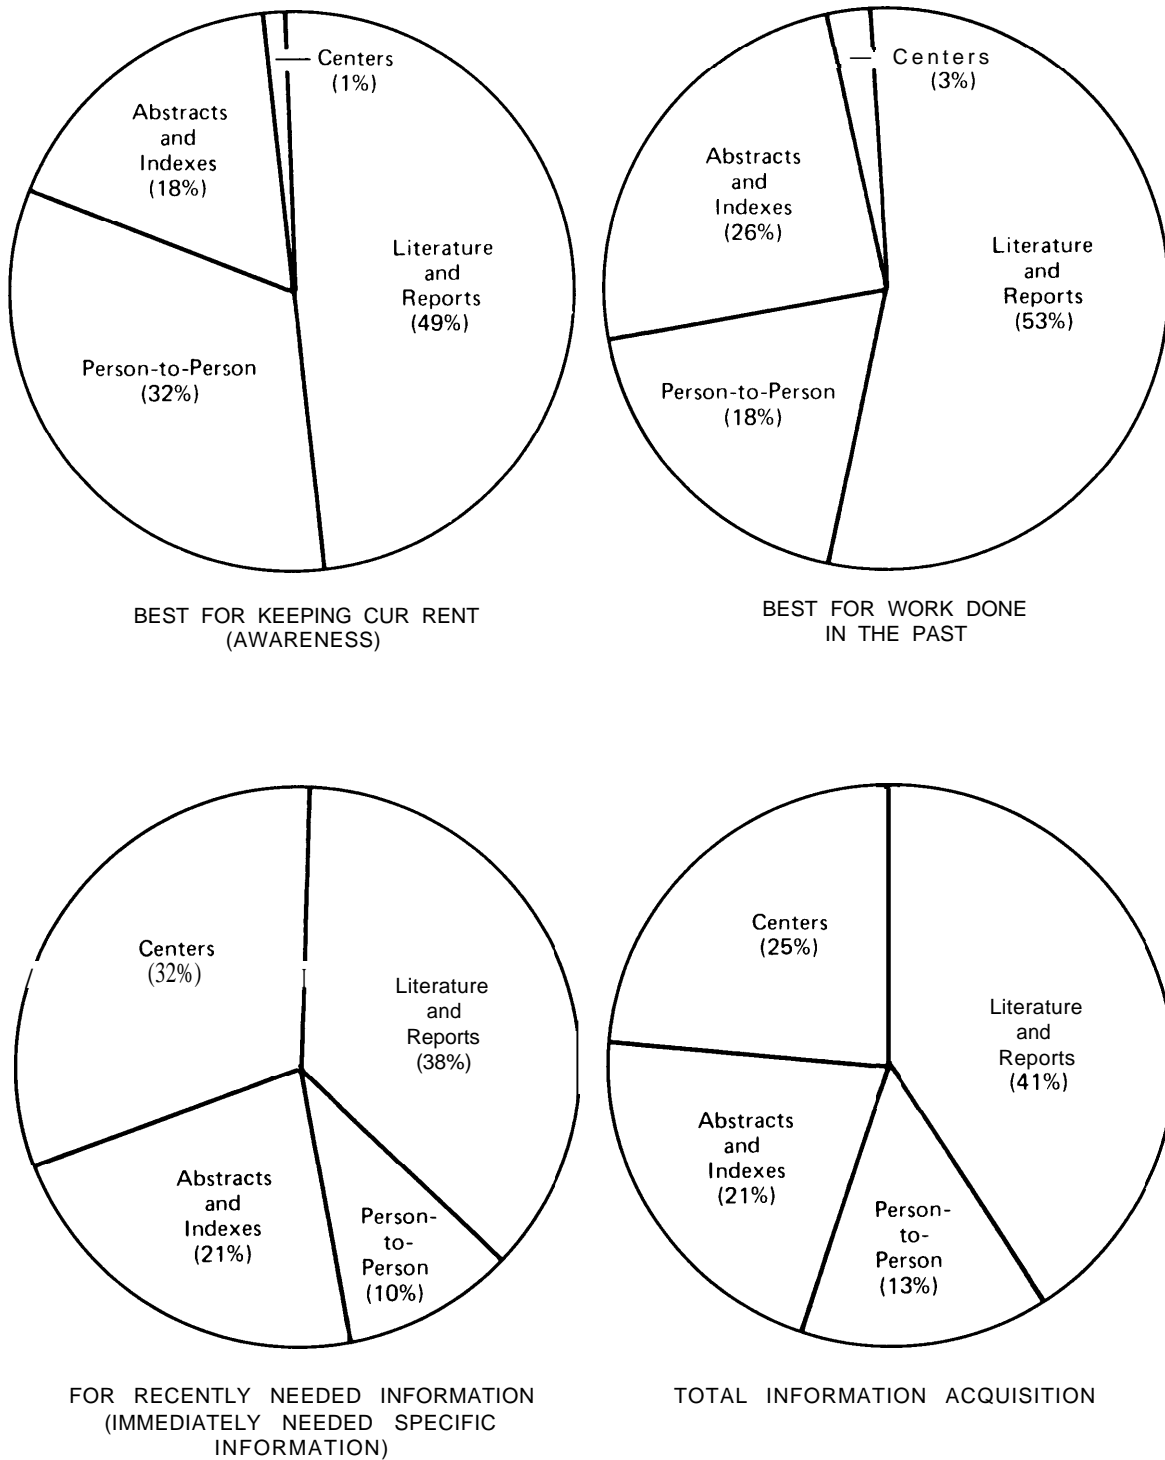 Centers
(1%)
Abstracts
and
Indexes
(18%)
Literature
and
Reports
(49%)
Person-to-Person
(32%)
BEST FOR KEEPING CUR RENT
(AWARENESS)
Centers
(3%)
Abstracts
and
Indexes
(26%)
Literature
and
Reports
(53%)
Person-to-Person
(18%)
BEST FOR WORK DONE
IN THE PAST
Centers
(32%)
Literature
and
Reports
(38%)
Abstracts
and
Indexes
(21%)
Person-
to-
Person
(10%)
FOR RECENTLY NEEDED INFORMATION
(IMMEDIATELY NEEDED SPECIFIC
INFORMATION)
Centers
(25%)
Literature
and
Reports
(41%)
Abstracts
and
Indexes
(21%)
Person-
to-
Person
(13%)
TOTAL INFORMATION ACQUISITION